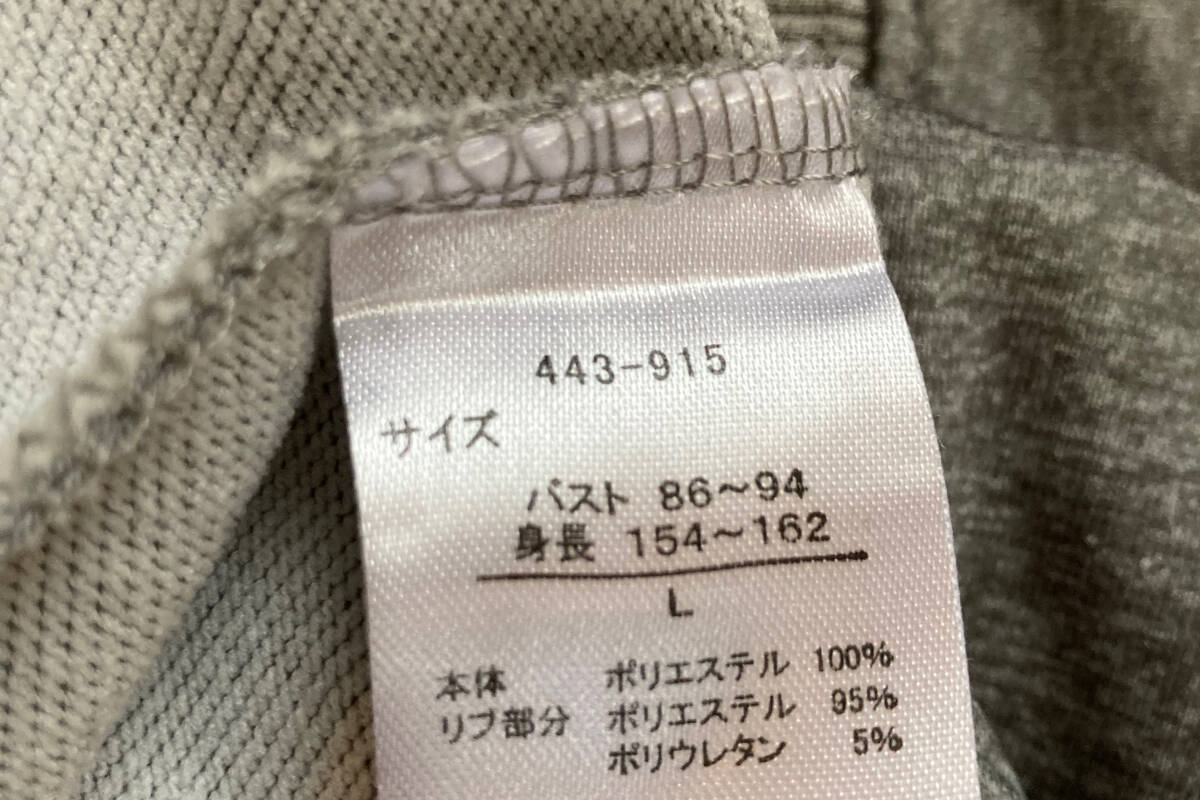 443-915
サイズ
バスト 86~94
身長 154~162
L
本体 ポリエステル 100%
リブ部分 ポリエステル 95%
ポリウレタン 5%